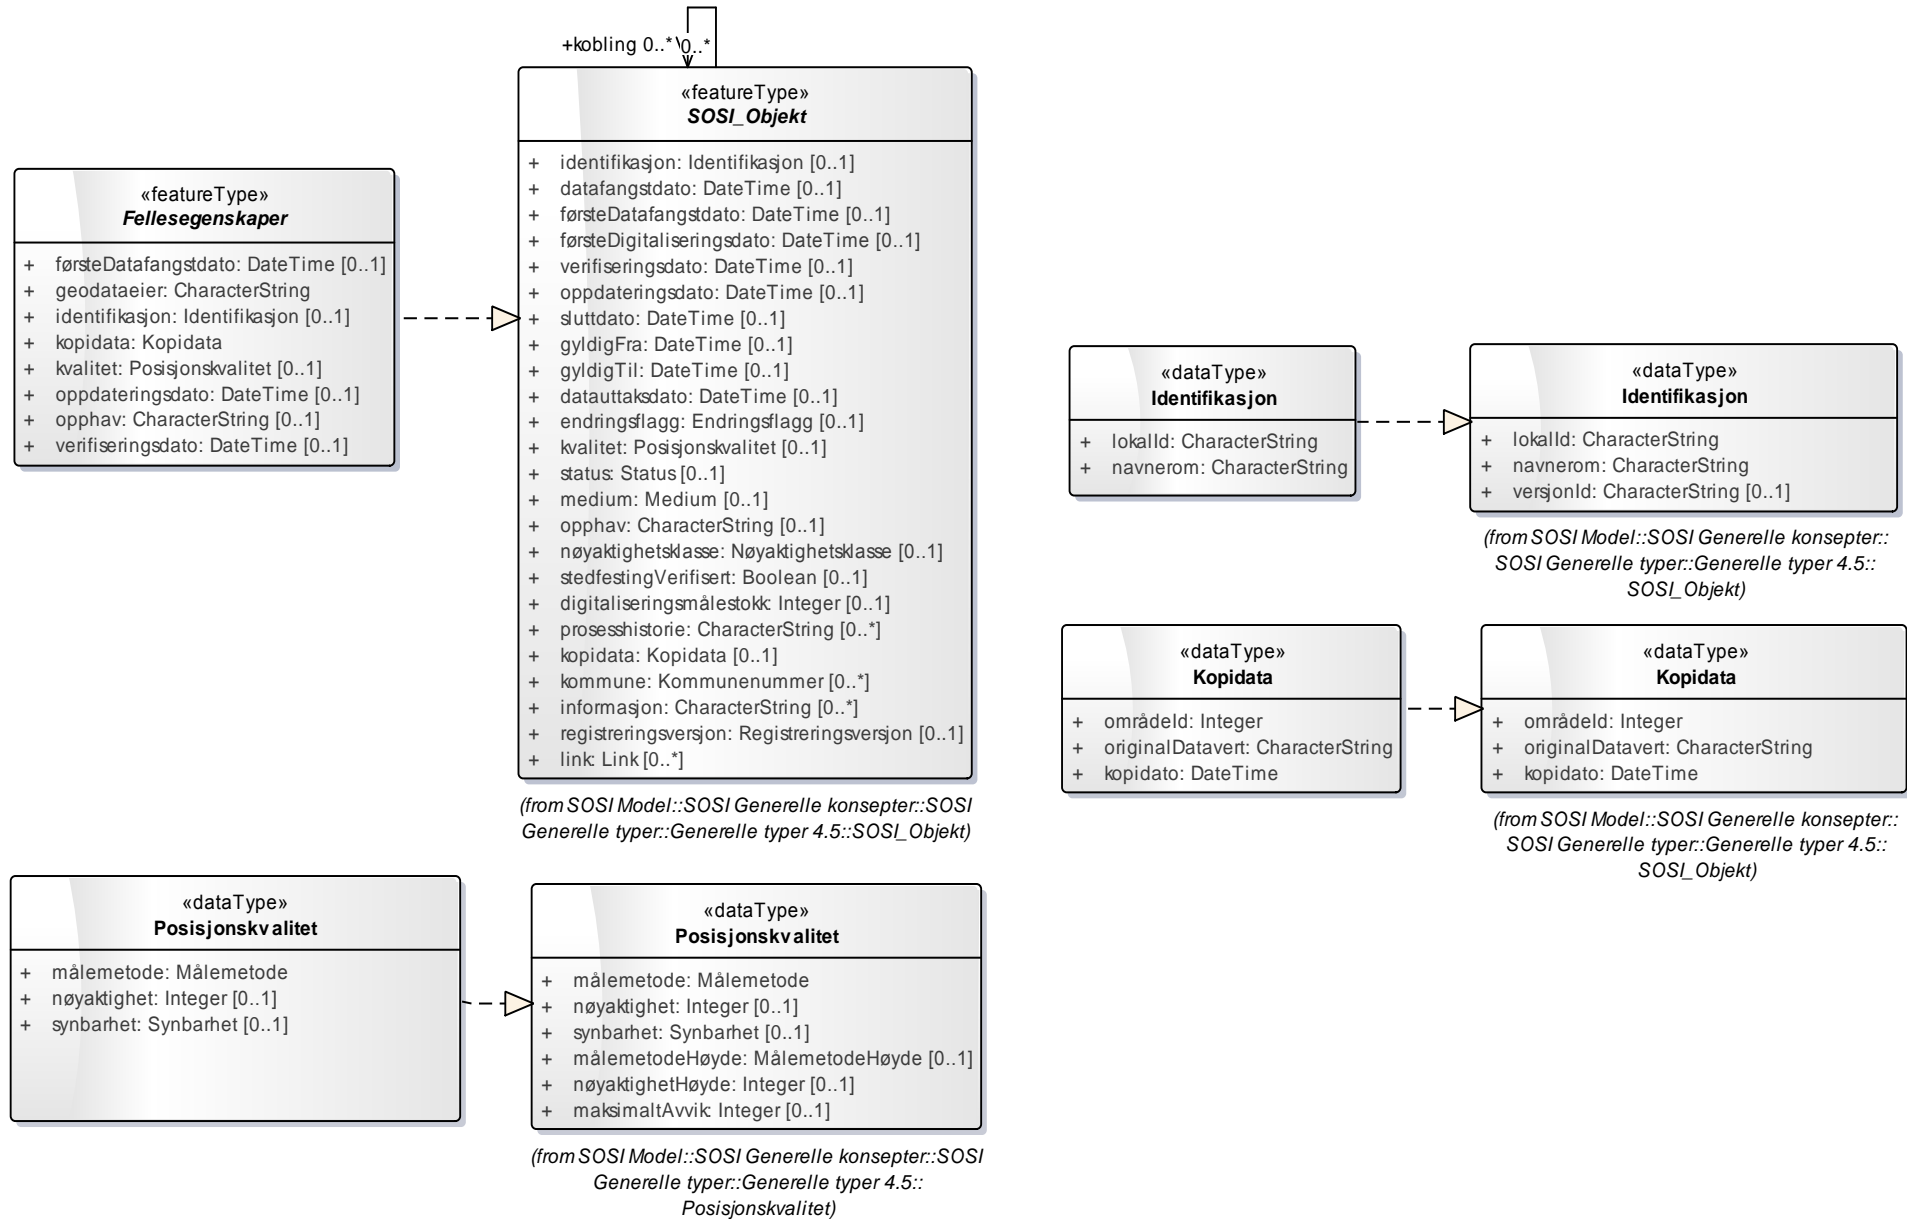 +kobling 0..* 0..*
«featureType»
SOSI_Objekt
+ identifikasjon: Identifikasjon [0..1]
+ datafangstdato: DateTime [0..1]
+ førsteDatafangstdato: DateTime [0..1]
+ førsteDigitaliseringsdato: DateTime [0..1]
+ verifiseringsdato: DateTime [0..1]
+ oppdateringsdato: DateTime [0..1]
+ sluttdato: DateTime [0..1]
+ gyldigFra: DateTime [0..1]
+ gyldigTil: DateTime [0..1]
+ datauttaksdato: DateTime [0..1]
+ endringsflagg: Endringsflagg [0..1]
+ kvalitet: Posisjonskvalitet [0..1]
+ status: Status [0..1]
+ medium: Medium [0..1]
+ opphav: CharacterString [0..1]
+ nøyaktighetsklasse: Nøyaktighetsklasse [0..1]
+ stedfestingVerifisert: Boolean [0..1]
+ digitaliseringsmålestokk: Integer [0..1]
+ prosesshistorie: CharacterString [0..*]
+ kopidata: Kopidata [0..1]
+ kommune: Kommunenummer [0..*]
+ informasjon: CharacterString [0..*]
+ registreringsversjon: Registreringsversjon [0..1]
+ link: Link [0..*]
(from SOSI Model::SOSI Generelle konsepter::SOSI
Generelle typer::Generelle typer 4.5::SOSI_Objekt)
«featureType»
Fellesegenskaper
+ førsteDatafangstdato: DateTime [0..1]
+ geodataeier: CharacterString
+ identifikasjon: Identifikasjon [0..1]
+ kopidata: Kopidata
+ kvalitet: Posisjonskvalitet [0..1]
+ oppdateringsdato: DateTime [0..1]
+ opphav: CharacterString [0..1]
+ verifiseringsdato: DateTime [0..1]
«dataType»
Identifikasjon
+ lokalId: CharacterString
+ navnerom: CharacterString
«dataType»
Identifikasjon
+ lokalId: CharacterString
+ navnerom: CharacterString
+ versjonId: CharacterString [0..1]
(from SOSI Model::SOSI Generelle konsepter::
SOSI Generelle typer::Generelle typer 4.5::
SOSI_Objekt)
«dataType»
Kopidata
+ områdeId: Integer
+ originalDatavert: CharacterString
+ kopidato: DateTime
«dataType»
Kopidata
+ områdeId: Integer
+ originalDatavert: CharacterString
+ kopidato: DateTime
(from SOSI Model::SOSI Generelle konsepter::
SOSI Generelle typer::Generelle typer 4.5::
SOSI_Objekt)
«dataType»
Posisjonskvalitet
+ målemetode: Målemetode
+ nøyaktighet: Integer [0..1]
+ synbarhet: Synbarhet [0..1]
«dataType»
Posisjonskvalitet
+ målemetode: Målemetode
+ nøyaktighet: Integer [0..1]
+ synbarhet: Synbarhet [0..1]
+ målemetodeHøyde: MålemetodeHøyde [0..1]
+ nøyaktighetHøyde: Integer [0..1]
+ maksimaltAvvik: Integer [0..1]
(from SOSI Model::SOSI Generelle konsepter::SOSI
Generelle typer::Generelle typer 4.5::
Posisjonskvalitet)